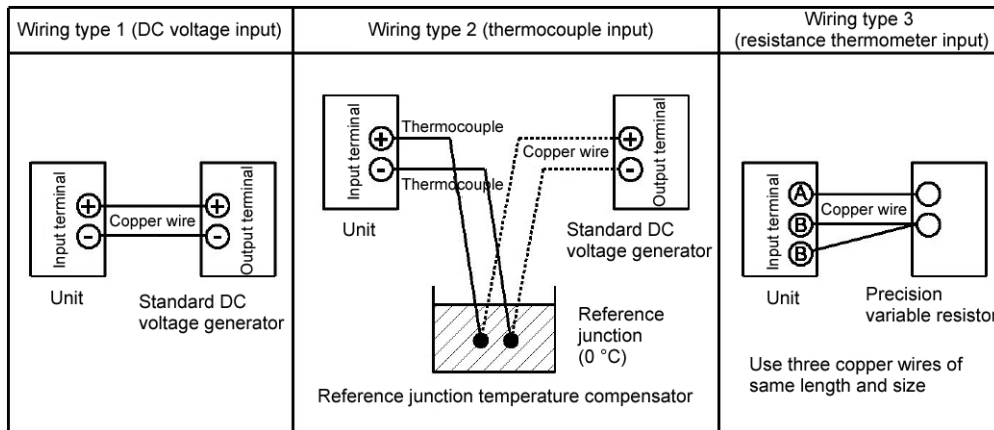 Wiring type 1 (DC voltage input)
Input terminal
+
-
Copper wire
+
-
Output terminal
Unit
Standard DC
voltage generator
Wiring type 2 (thermocouple input)
Input terminal
+
-
Thermocouple
Thermocouple
Copper wire
+
-
Output terminal
Unit
Standard DC
voltage generator
Reference
junction
(0 °C)
Reference junction temperature compensator
Wiring type 3
(resistance thermometer input)
Input terminal
A
B
B
Copper wire
Unit
Precision
variable resistor
Use three copper wires of
same length and size